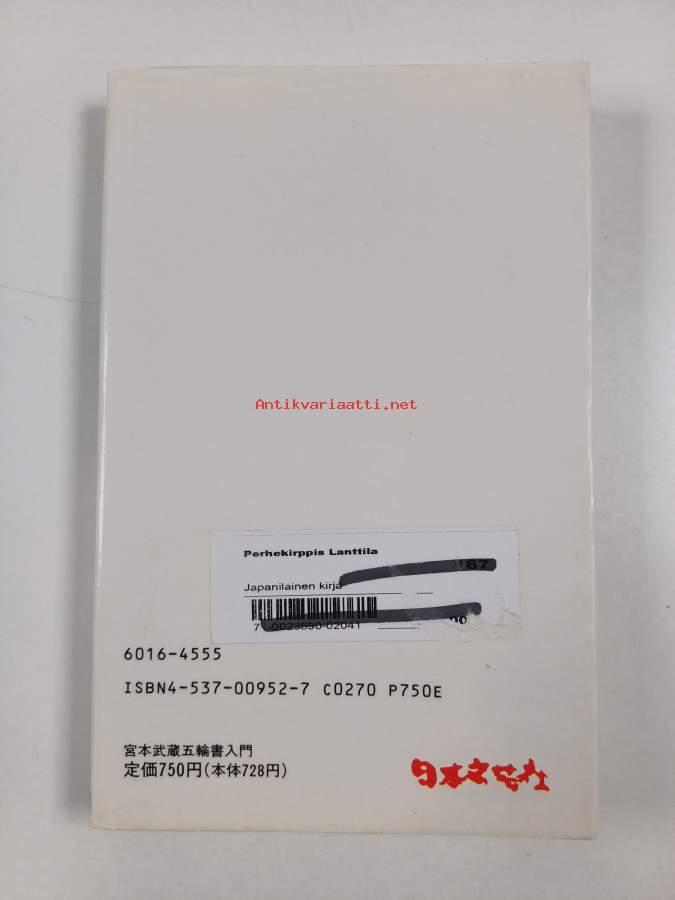 Antikvariaatti.net
Perhekirppis Lanttila
67
Japanilainen kirja
6016-4555
ISBN4-537-00952-7 C0270 P750E
宮本武蔵五輪書入門
定価750円(本体728円)
日本文芸社